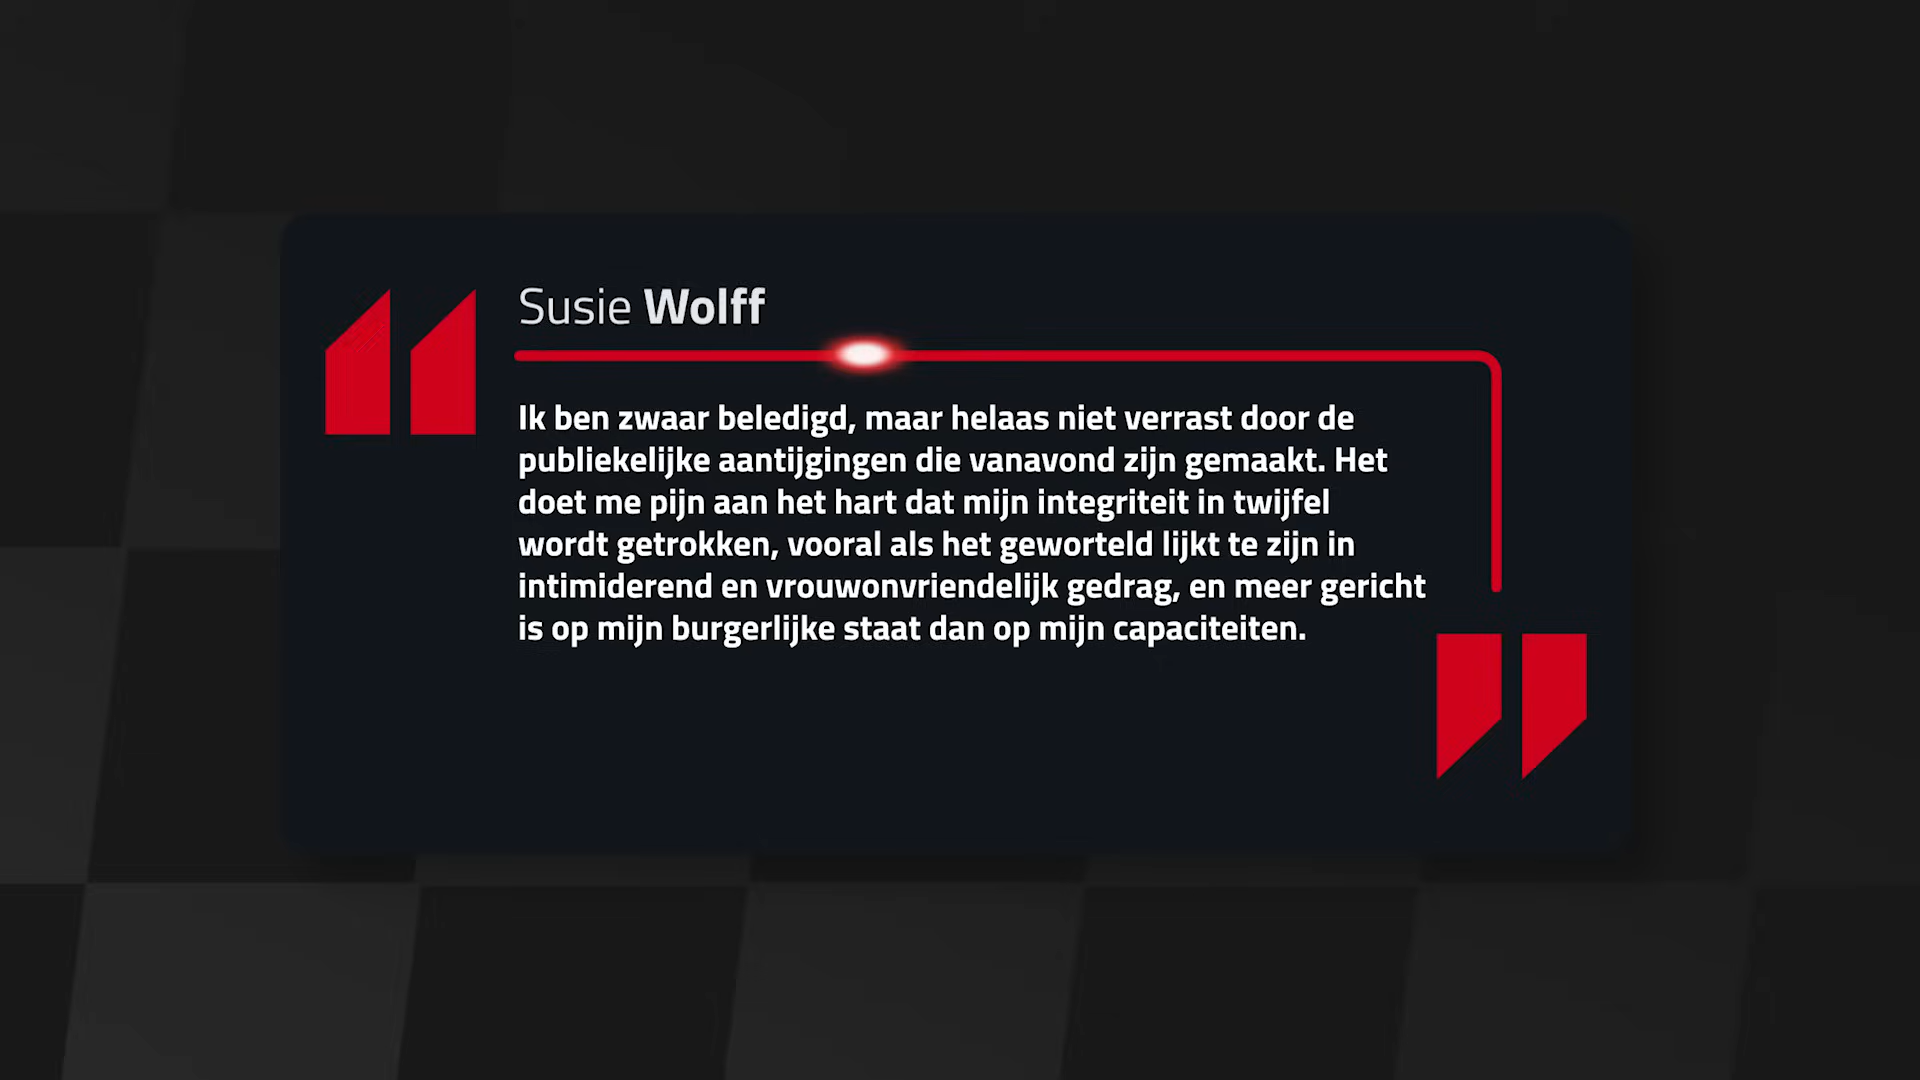 Susie Wolff
Ik ben zwaar beledigd, maar helaas niet verrast door de
publiekelijke aantijgingen die vanavond zijn gemaakt. Het
doet me pijn aan het hart dat mijn integriteit in twijfel
wordt getrokken, vooral als het geworteld lijkt te zijn in
intimiderend en vrouwonvriendelijk gedrag, en meer gericht
is op mijn burgerlijke staat dan op mijn capaciteiten.